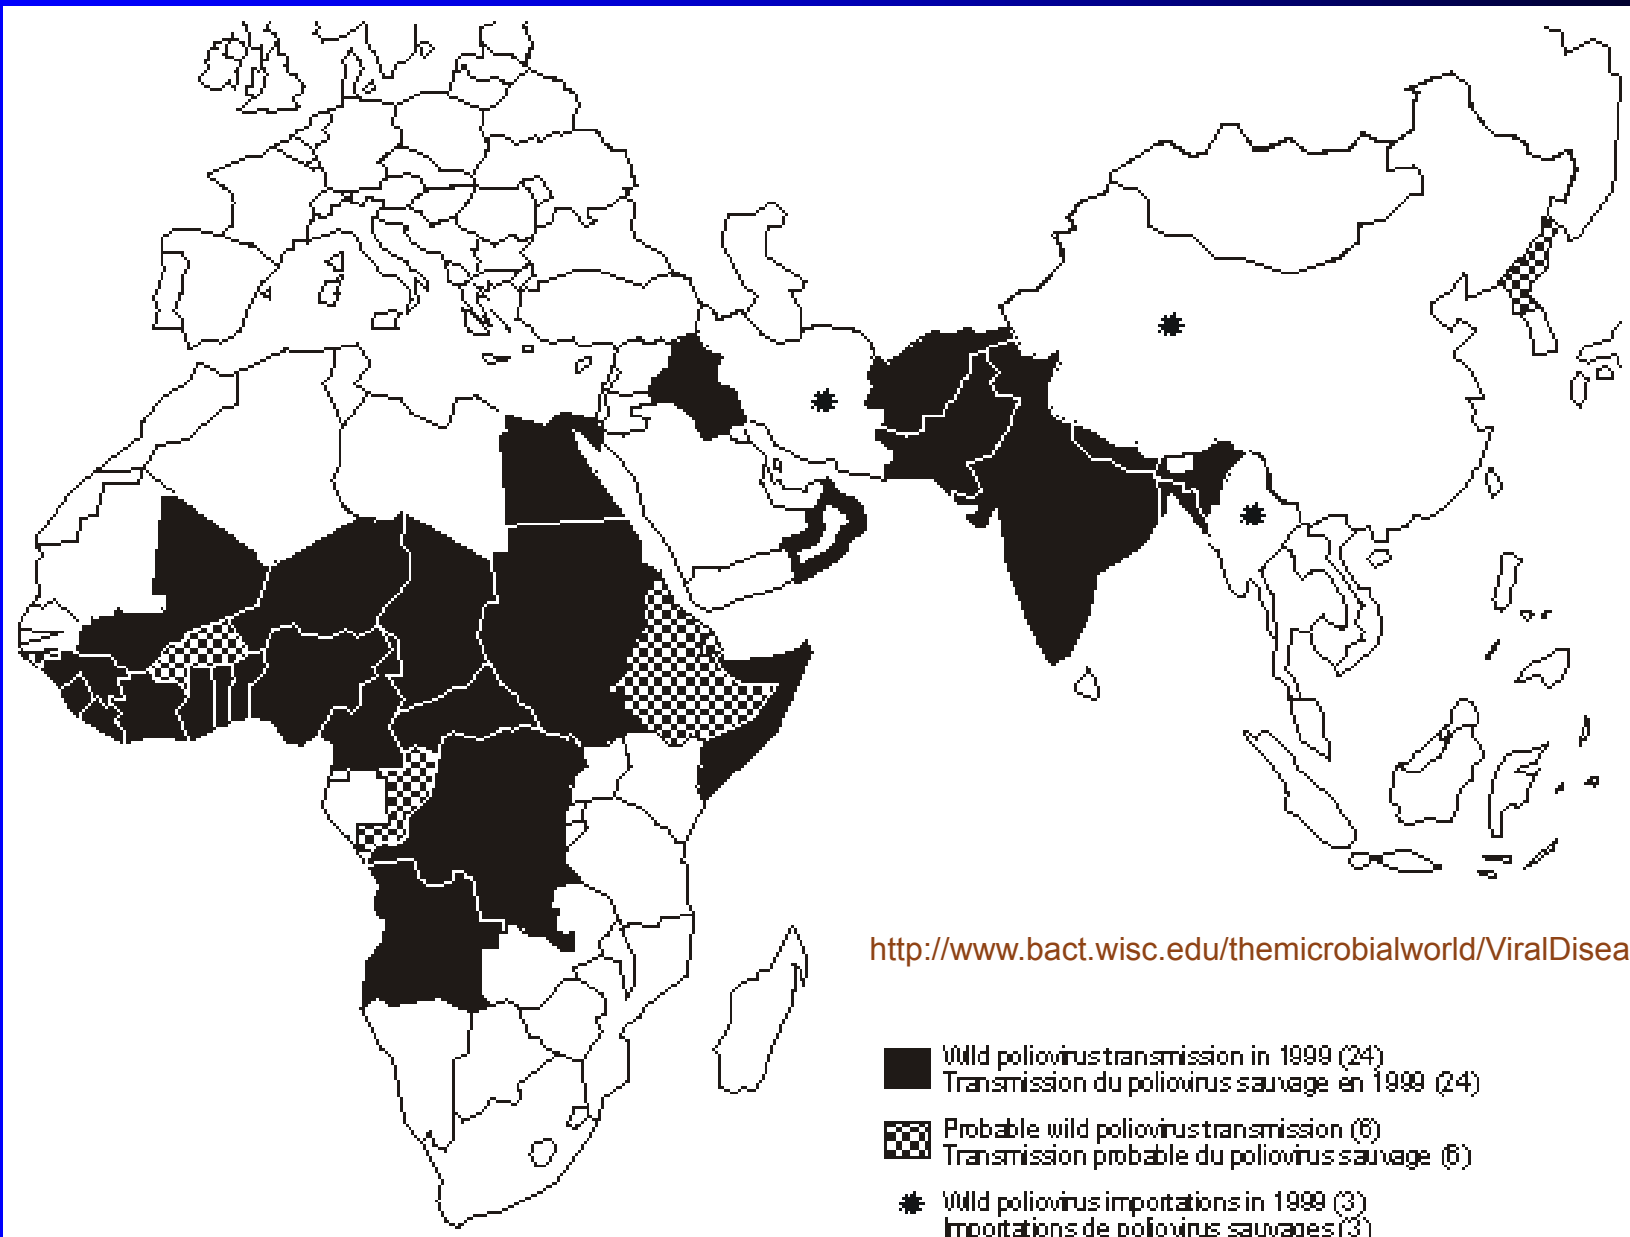 http://www.bact.wisc.edu/themicrobialworld/ViralDisea
Wild poliovirus transmission in 1999 (24)
Transmission du poliovirus sauvage en 1999 (24)
Probable wild poliovirus transmission (6)
Transmission probable du poliovirus sauvage (6)
Wild poliovirus importations in 1999 (3)
Importations de poliovirus sauvages (3)